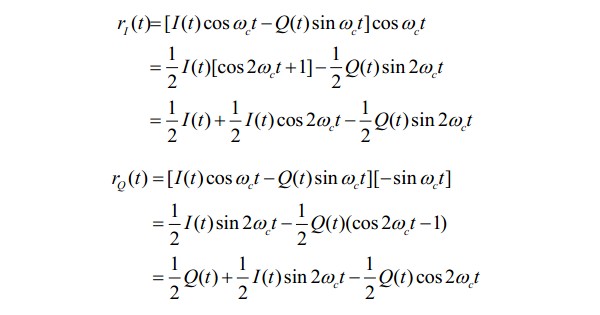 r_I(t)=[I(t)cos ω_c t − Q(t)sin ω_c t]cos ω_c t
= 1/2 I(t)[cos 2ω_c t + 1] − 1/2 Q(t)sin 2ω_c t
= 1/2 I(t) + 1/2 I(t)cos 2ω_c t − 1/2 Q(t)sin 2ω_c t
r_Q(t) = [I(t)cos ω_c t − Q(t)sin ω_c t][−sin ω_c t]
= 1/2 I(t)sin 2ω_c t − 1/2 Q(t)(cos 2ω_c t − 1)
= 1/2 Q(t) + 1/2 I(t)sin 2ω_c t − 1/2 Q(t)cos 2ω_c t